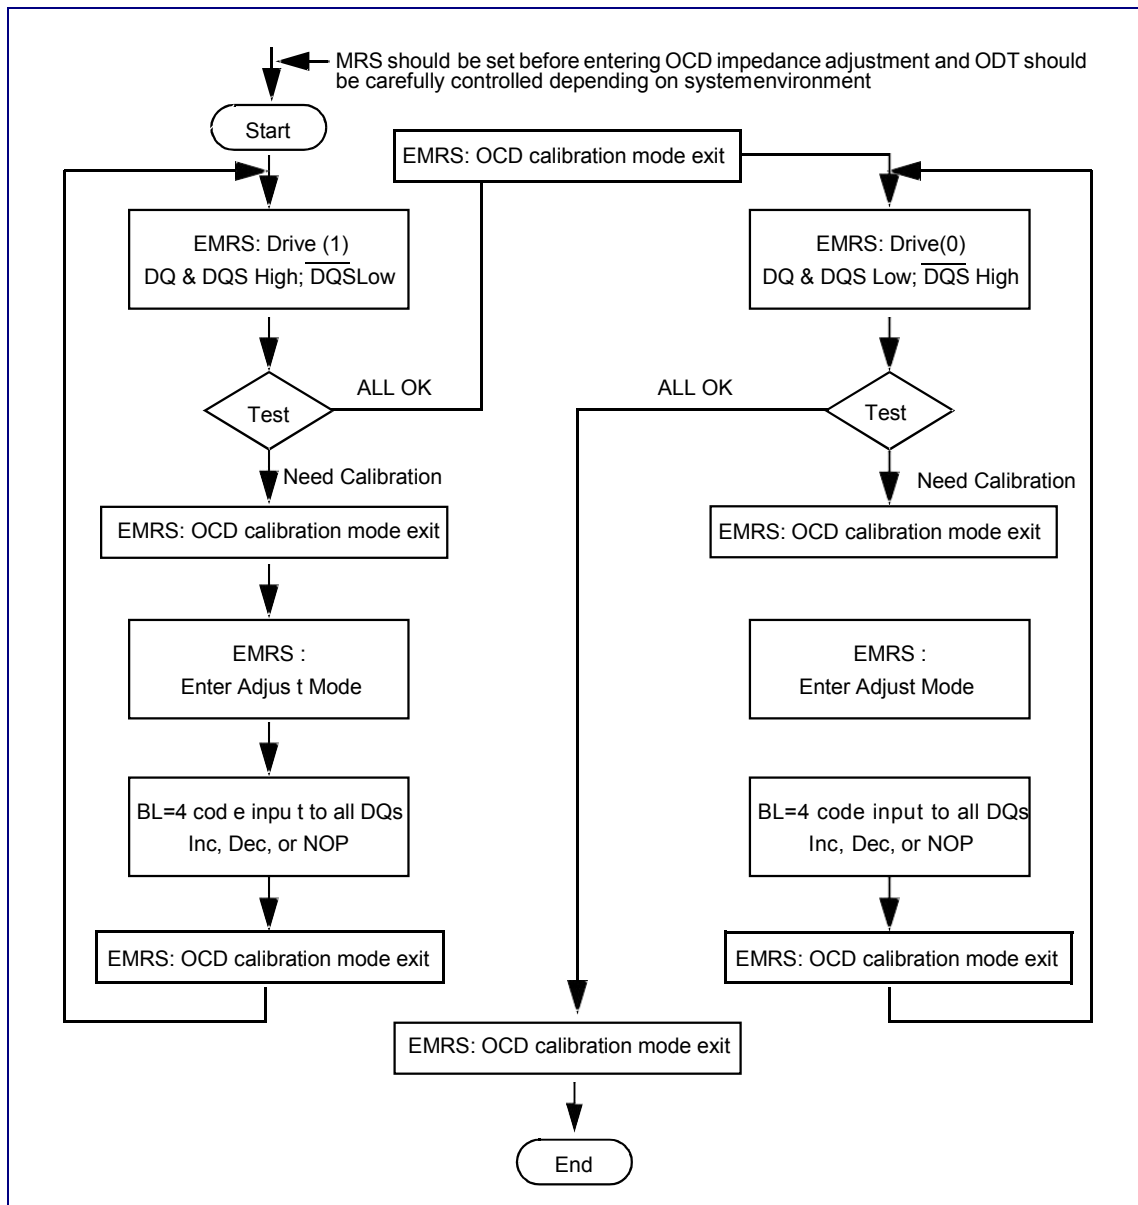 MRS should be set before entering OCD impedance adjustment and ODT should
be carefully controlled depending on systemenvironment
Start
EMRS: OCD calibration mode exit
EMRS: Drive (1)
DQ & DQS High; D̅Q̅S̅Low
EMRS: Drive(0)
DQ & DQS Low; D̅Q̅S̅ High
ALL OK
Test
ALL OK
Test
Need Calibration
Need Calibration
EMRS: OCD calibration mode exit
EMRS: OCD calibration mode exit
EMRS :
Enter Adjus t Mode
EMRS :
Enter Adjust Mode
BL=4 cod e inpu t to all DQs
Inc, Dec, or NOP
BL=4 code input to all DQs
Inc, Dec, or NOP
EMRS: OCD calibration mode exit
EMRS: OCD calibration mode exit
EMRS: OCD calibration mode exit
End